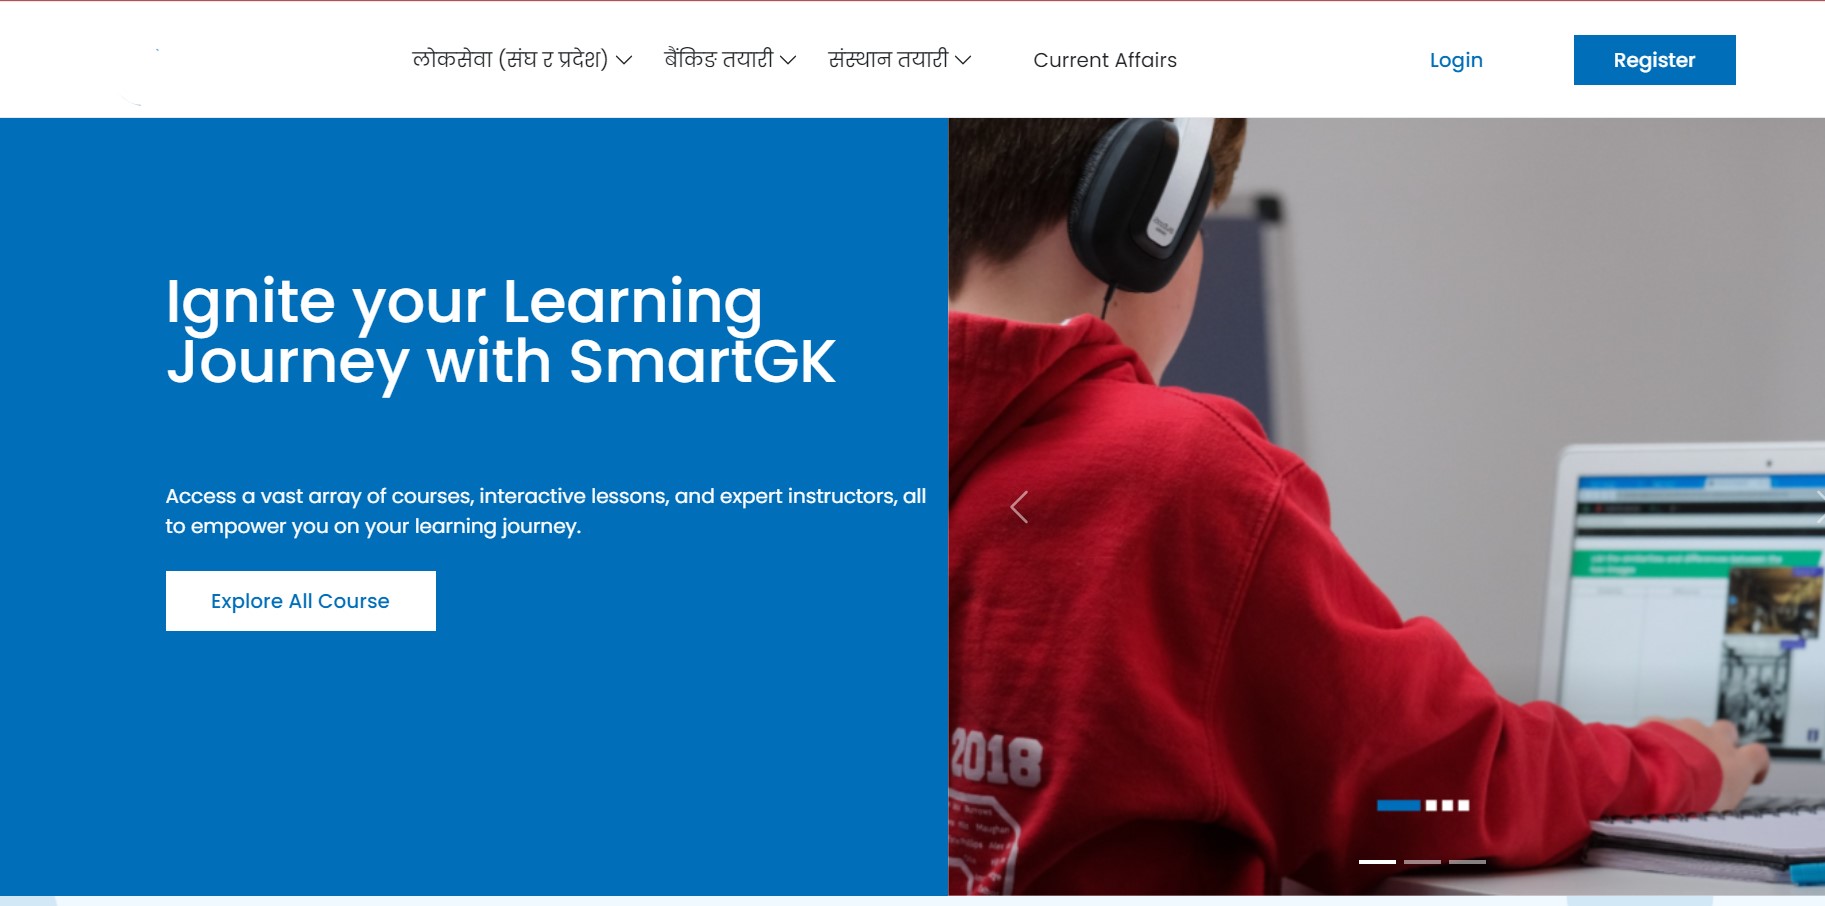 लोकसेवा (संघ र प्रदेश)
बैंकिङ तयारी
संस्थान तयारी
Current Affairs
Login
Register
Ignite your Learning
Journey with SmartGK
Access a vast array of courses, interactive lessons, and expert instructors, all
to empower you on your learning journey.
Explore All Course
2018